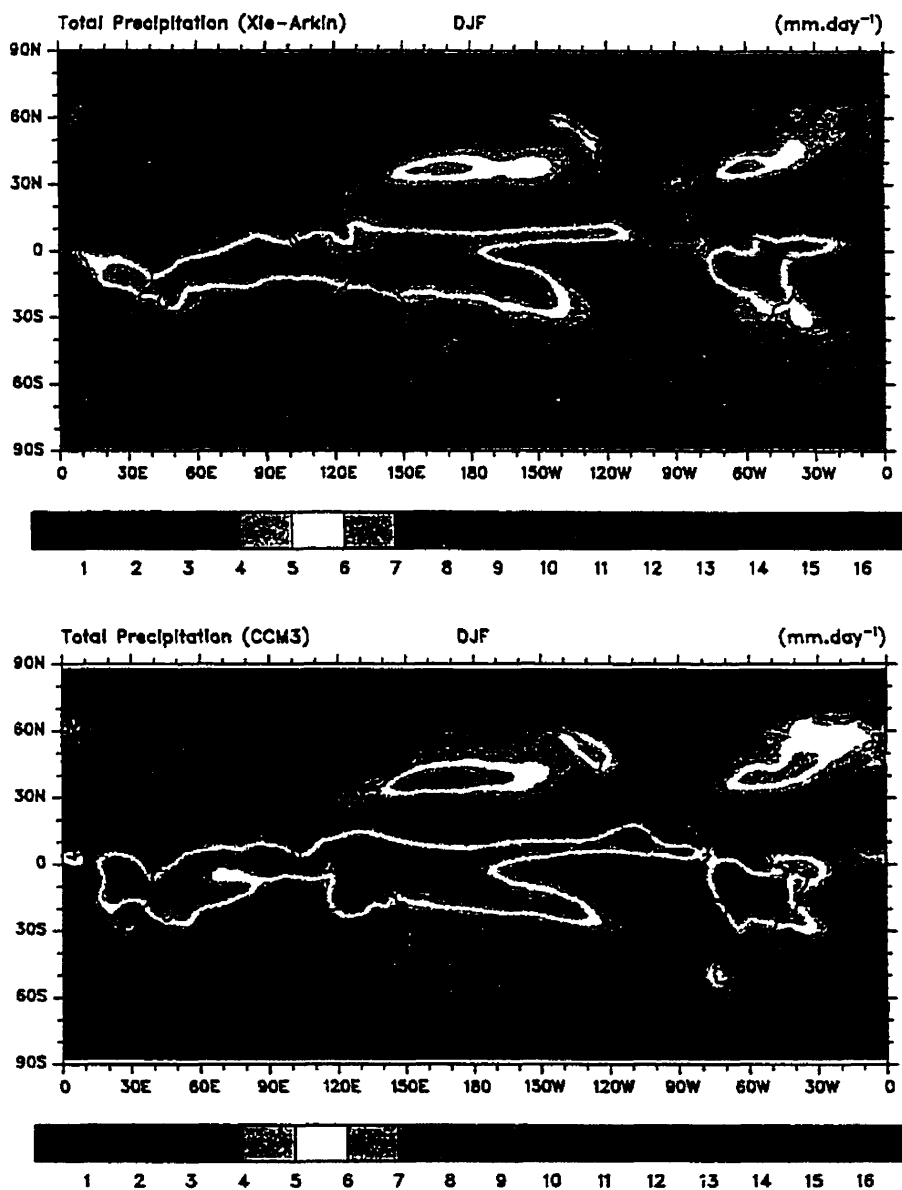 Total Precipitation (Xie-Arkin) DJF (mm.day⁻¹)
90N
60N
30N
0
30S
60S
90S
0 30E 60E 90E 120E 150E 180 150W 120W 90W 60W 30W 0
1 2 3 4 5 6 7 8 9 10 11 12 13 14 15 16
Total Precipitation (CCM3) DJF (mm.day⁻¹)
90N
60N
30N
0
30S
60S
90S
0 30E 60E 90E 120E 150E 180 150W 120W 90W 60W 30W 0
1 2 3 4 5 6 7 8 9 10 11 12 13 14 15 16